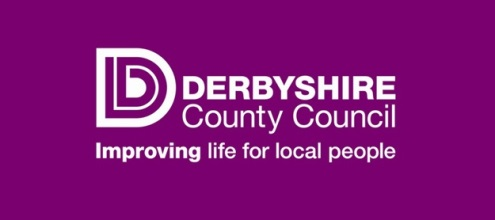 DERBYSHIRE
County Council
Improving life for local people